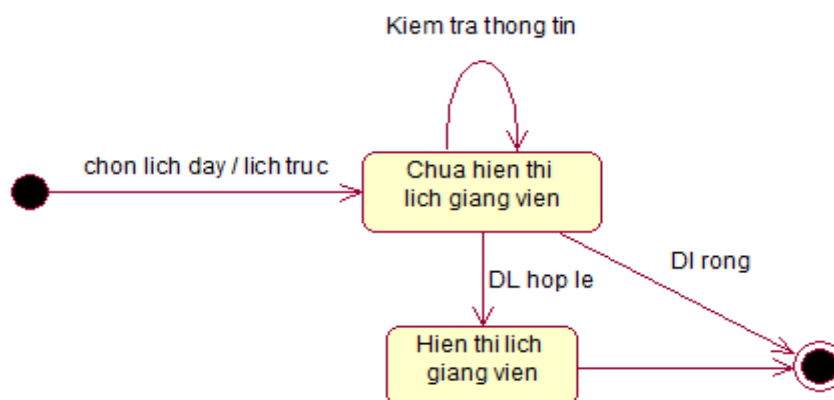 Kiem tra thong tin
chon lich day / lich truc
Chua hien thi
lich giang vien
DL hop le
Dl rong
Hien thi lich
giang vien